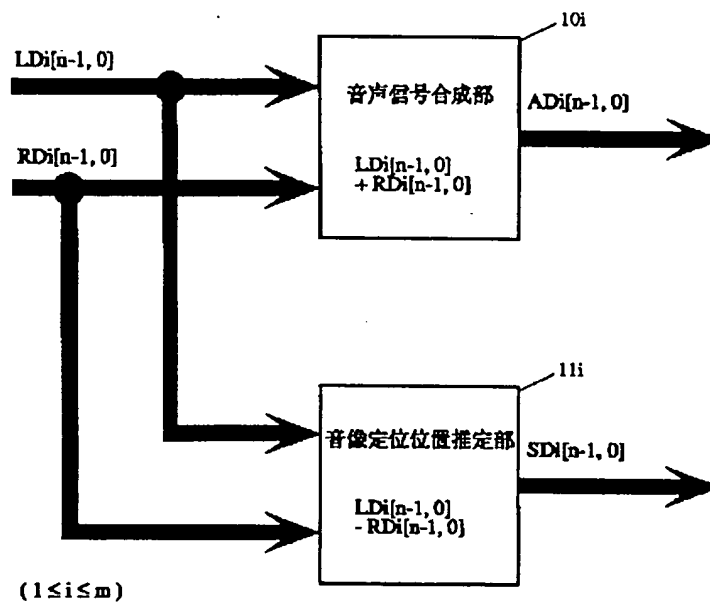 10i
LDi[n-1, 0]
音声信号合成部
ADi[n-1, 0]
RDi[n-1, 0]
LDi[n-1, 0]
+ RDi[n-1, 0]
11i
音像定位位置推定部
SDi[n-1, 0]
LDi[n-1, 0]
- RDi[n-1, 0]
(1≤i≤m)